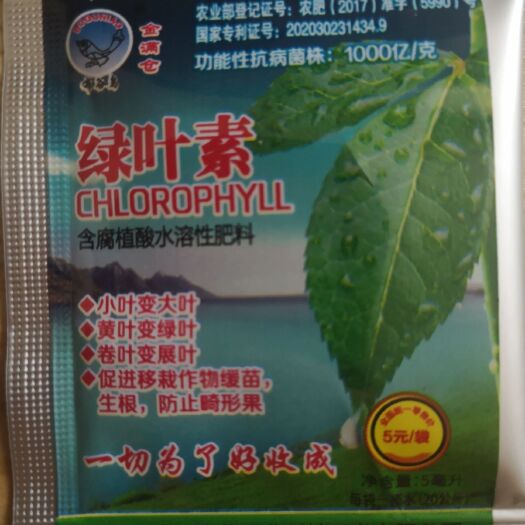 农业部登记证号：农肥（2017）准字（5990）号
国家专利证号：202030231434.9
功能性抗病菌株：1000亿/克
金满仓
绿叶素
CHLOROPHYLL
含腐植酸水溶性肥料
◆小叶变大叶
◆黄叶变绿叶
◆卷叶变展叶
◆促进移栽作物缓苗，
生根，防止畸形果
5元/袋
一切为了好收成
净含量：5毫升